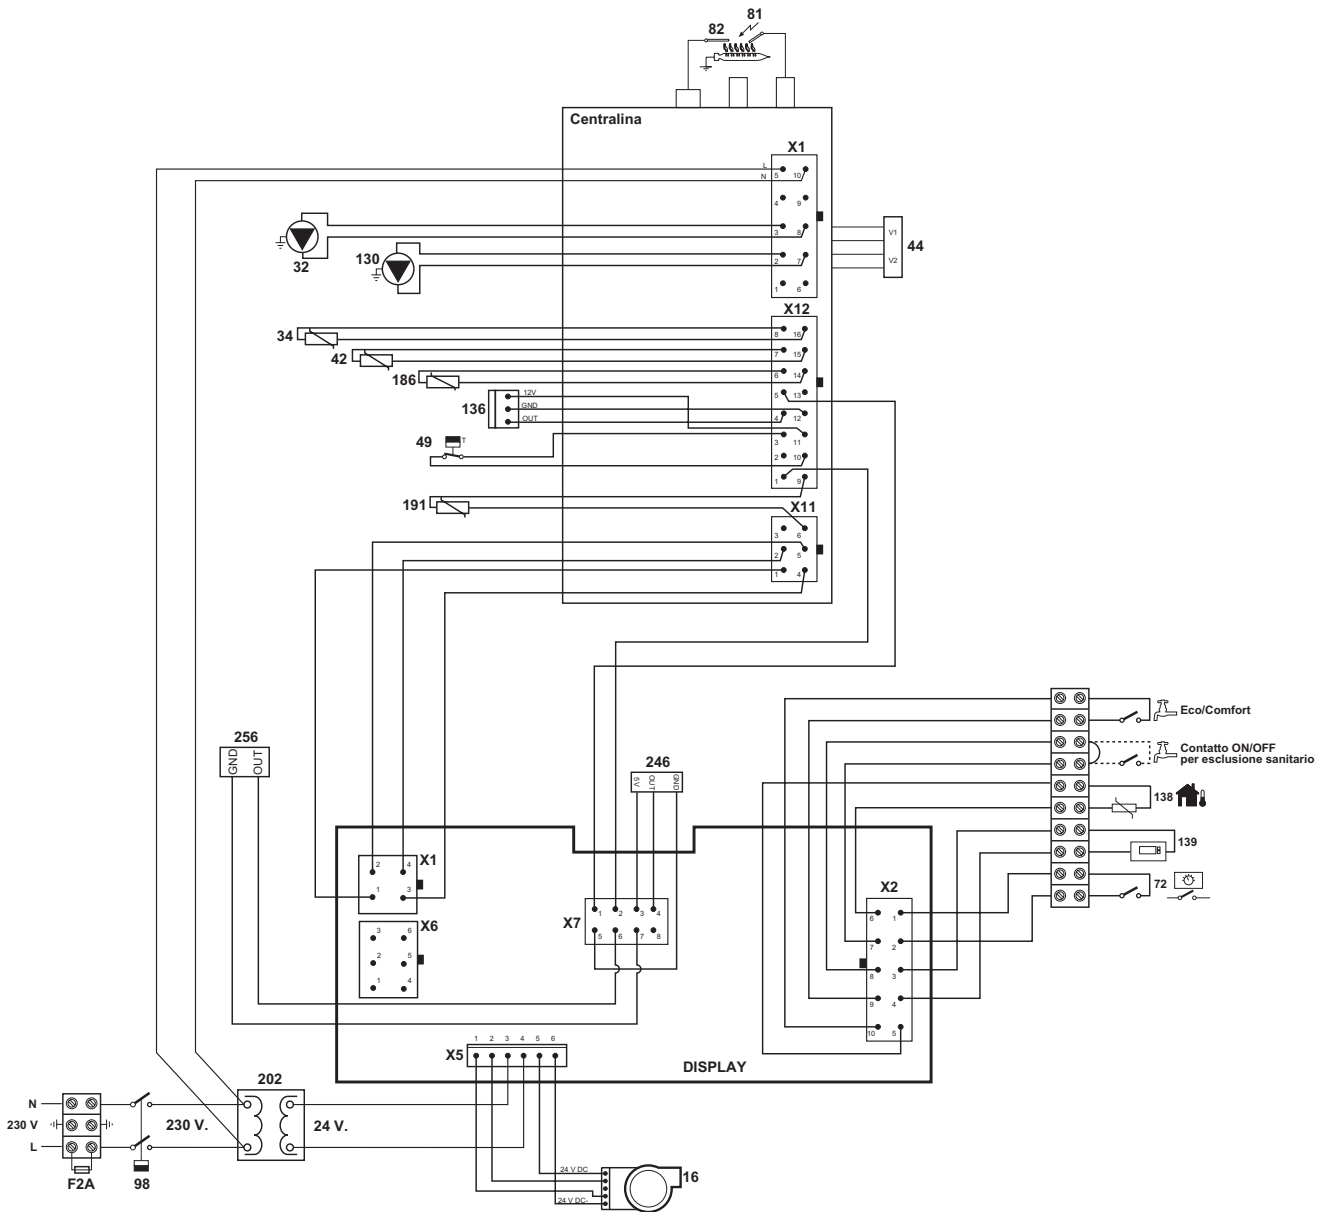 81
82
Centralina
X1
L
5 10
N
4 9
3 8
2 7
1 6
32
130
V1
V2
44
X12
8 16
7 15
6 14
5 13
4 12
3 11
2 10
1 9
34
42
186
136
12V
GND
OUT
49
T
191
X11
3 6
2 5
1 4
256
GND
OUT
246
5V
OUT
GND
Eco/Comfort
Contatto ON/OFF
per esclusione sanitario
138
139
72
X1
2 4
1 3
X6
3 6
2 5
1 4
X7
1 2 3 4
5 6 7 8
X2
6 1
7 2
8 3
9 4
10 5
X5
1 2 3 4 5 6
DISPLAY
N
230 V
L
F2A
98
230 V.
202
24 V.
24 V DC
24 V DC-
16